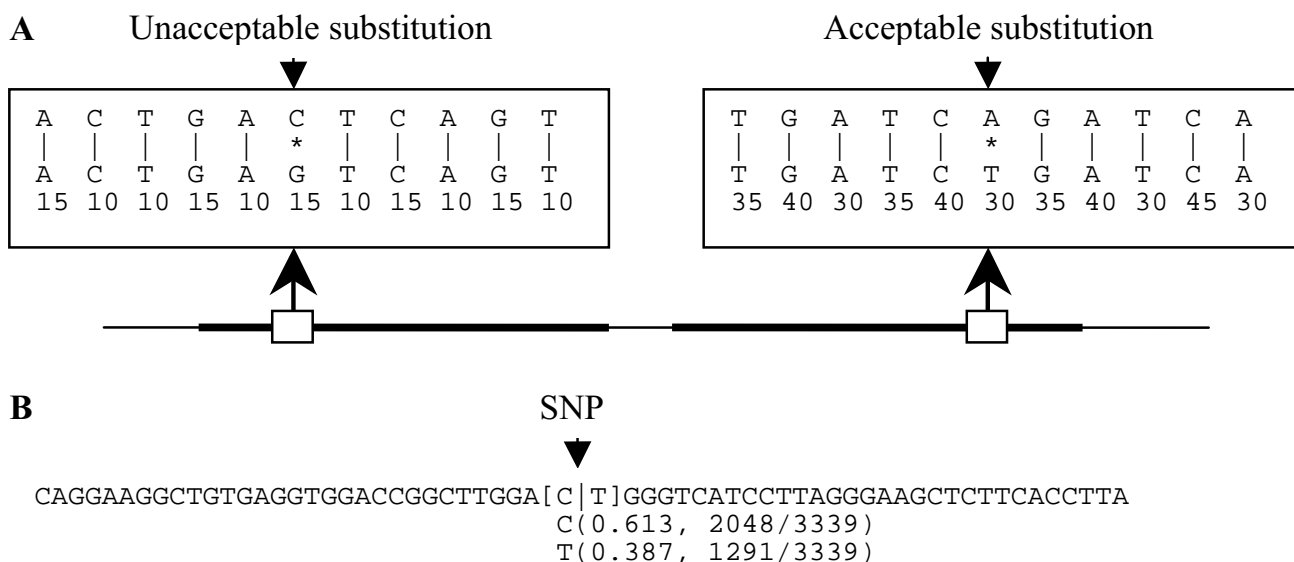 A Unacceptable substitution Acceptable substitution
A C T G A C T C A G T T G A T C A G A T C A
| | | | | * | | | | | | | | | | * | | | | |
A C T G A G T C A G T T G A T C T G A T C A
15 10 10 15 10 15 10 15 10 15 10 35 40 30 35 40 30 35 40 30 45 30
B SNP
CAGGAAGGCTGTGAGGTGGACCGGCTTGGA[C|T]GGGTCATCCTTAGGGAAGCTCTTCACCTTA
C(0.613, 2048/3339)
T(0.387, 1291/3339)